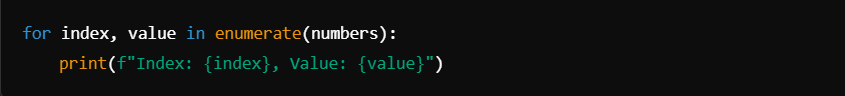 for index, value in enumerate(numbers):
    print(f"Index: {index}, Value: {value}")